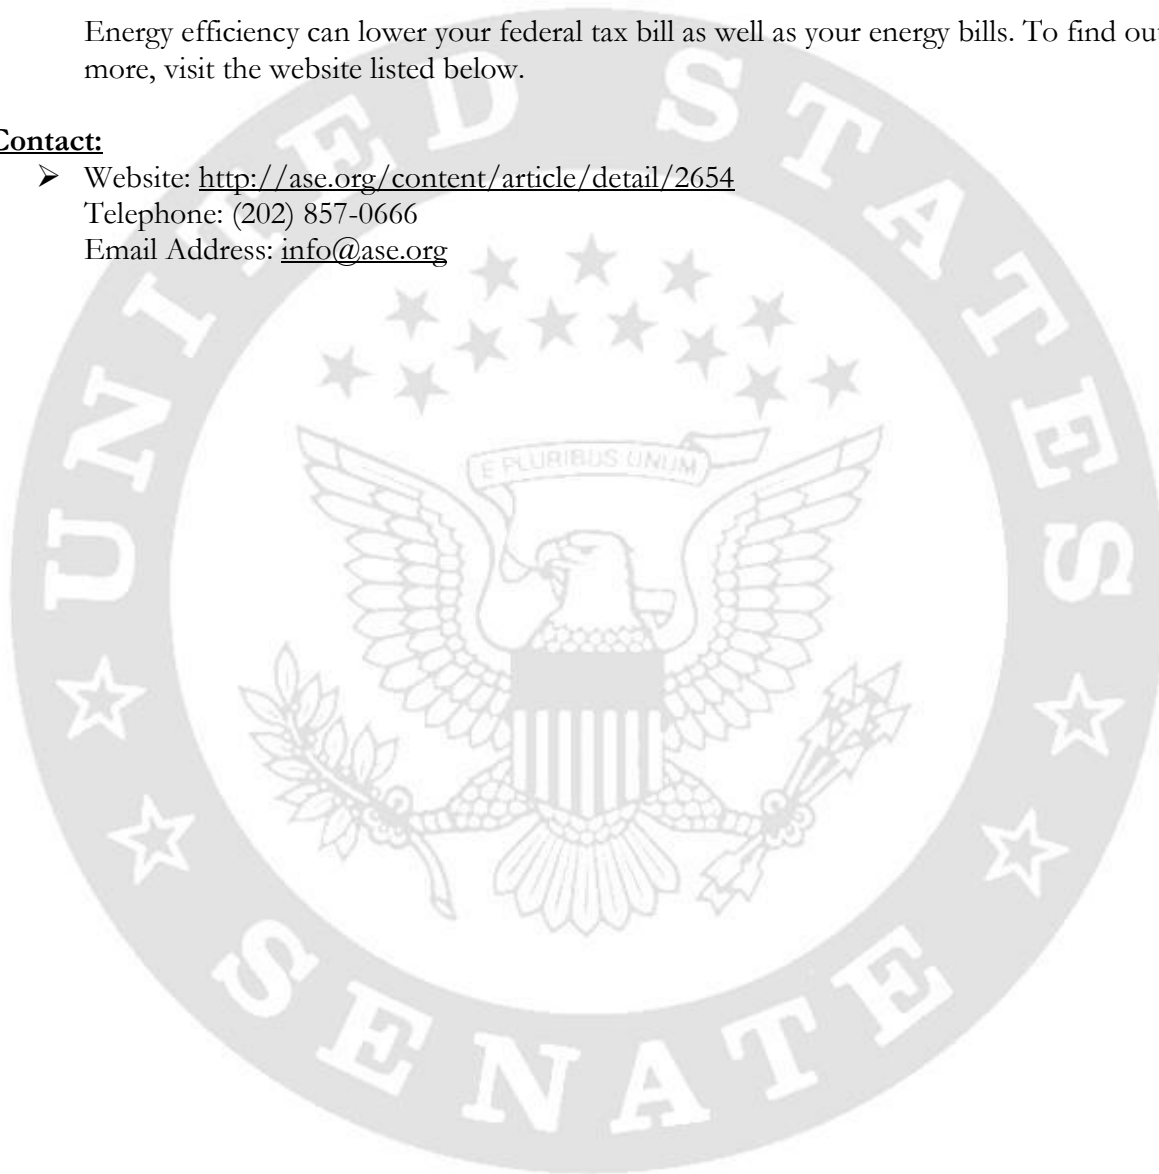 Energy efficiency can lower your federal tax bill as well as your energy bills. To find ou
more, visit the website listed below.
Contact:
➢ Website: http://ase.org/content/article/detail/2654
Telephone: (202) 857-0666
Email Address: info@ase.org
UNITED STATES
E PLURIBUS UNUM
SENATE